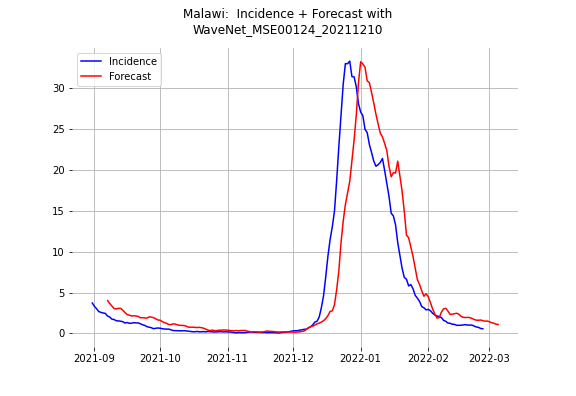 Malawi:  Incidence + Forecast with
WaveNet_MSE00124_20211210
Incidence
Forecast
30
25
20
15
10
5
0
2021-09 2021-10 2021-11 2021-12 2022-01 2022-02 2022-03